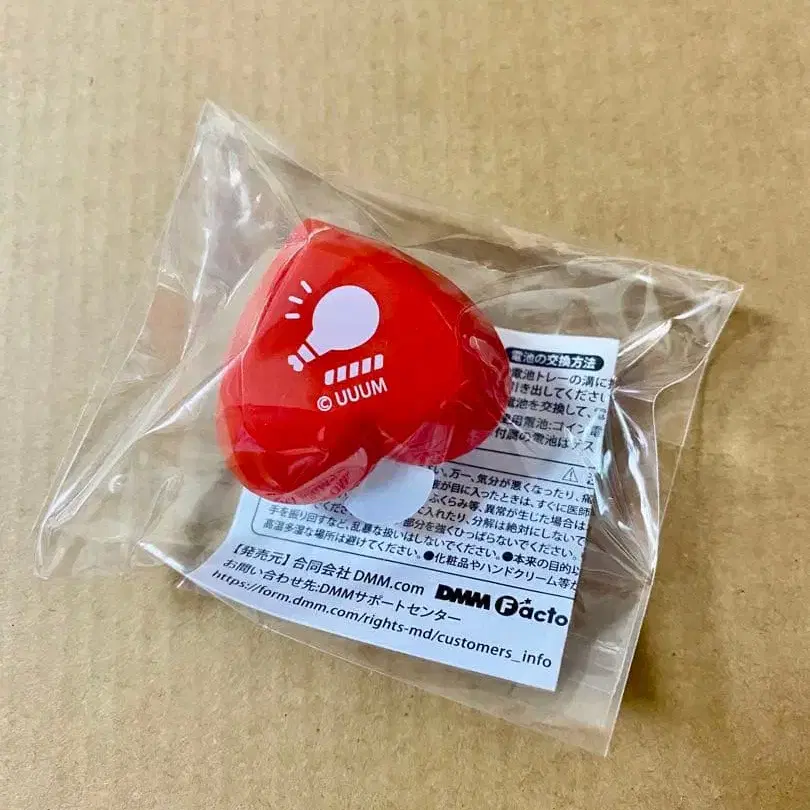 © UUUM
電池の交換方法
電池トレーの溝に
引き出してください
電池を交換して、
用電池:コイン電
付属の電池はテス
万一、気分が悪くなったり、痛
が目に入ったときは、すぐに医師
ふくらみ等、異常が生じた場合は
に入れたり、分解は絶対にしないで
手を振り回すなど、乱暴な扱いはしないでください。
部分を強くひっぱらないでください。
高温多湿な場所は避けてください。●化粧品やハンドクリーム等が
●本来の目的以
【発売元】合同会社 DMM.com
DMM Facto
お問い合わせ先:DMMサポートセンター
https://form.dmm.com/rights-md/customers_info